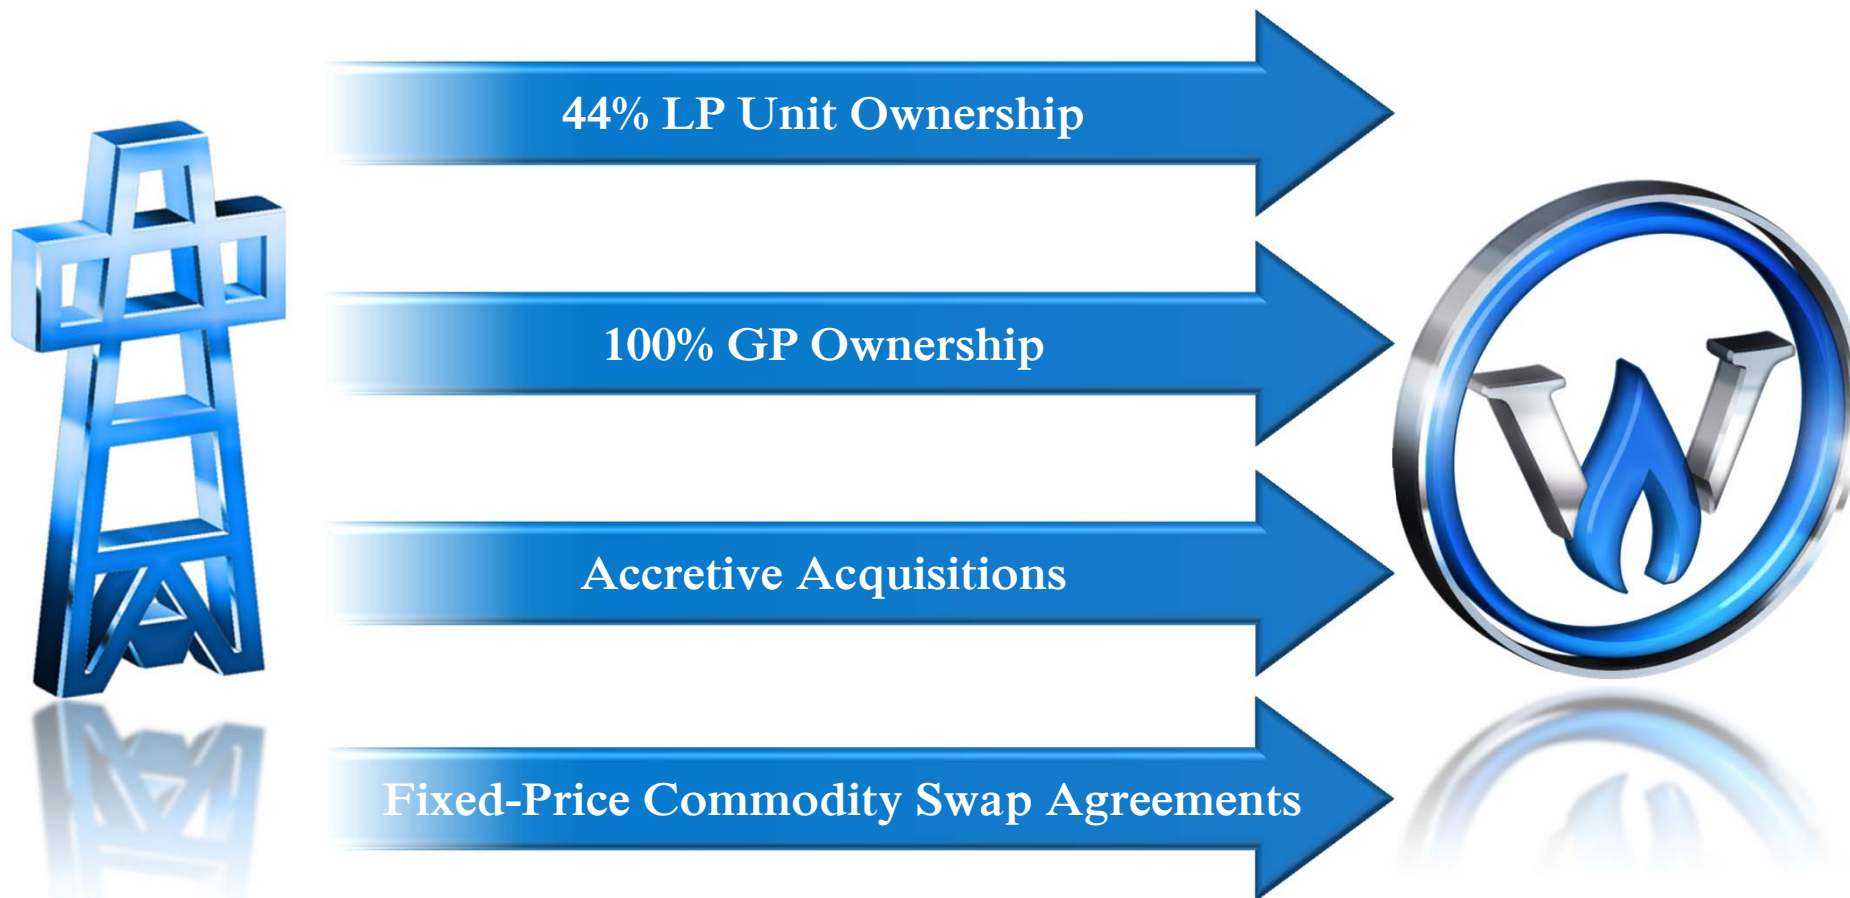 44% LP Unit Ownership
100% GP Ownership
Accretive Acquisitions
Fixed-Price Commodity Swap Agreements
W